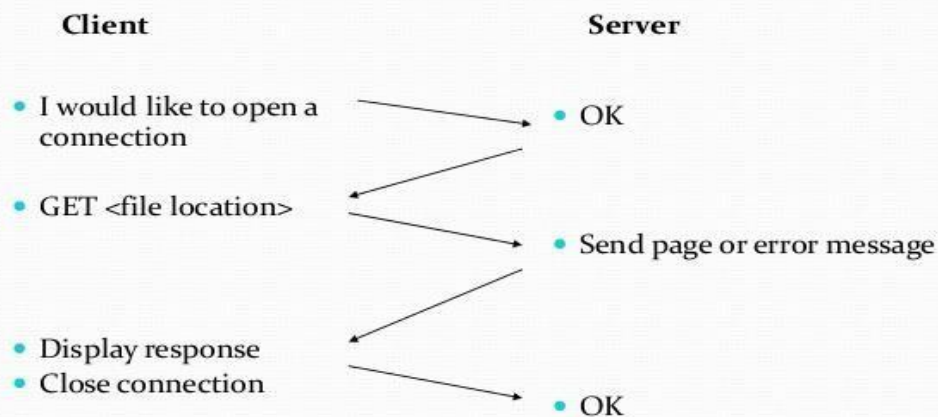 Client
Server
I would like to open a
connection
OK
GET <file location>
Send page or error message
Display response
Close connection
OK